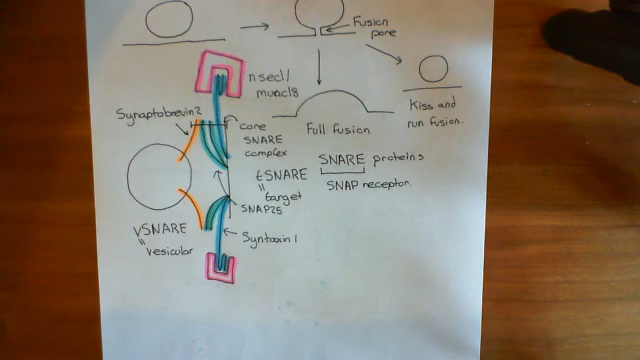 Fusion
pore
nsec1/
munc18
Synaptobrevin2
Kiss and
run fusion.
Full fusion
core
SNARE
complex
SNARE proteins
tSNARE
target
SNAP receptor.
SNAP25
vSNARE
vesicular
Syntaxin 1